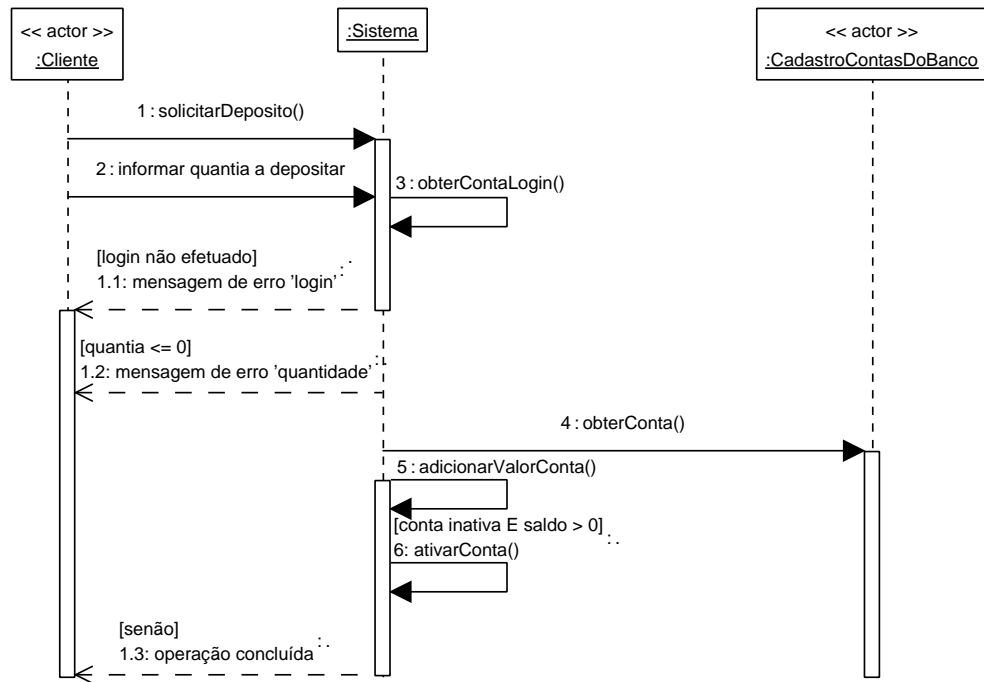 << actor >>
:Cliente
:Sistema
<< actor >>
:CadastroContasDoBanco
1 : solicitarDeposito()
2 : informar quantia a depositar
3 : obterContaLogin()
[login não efetuado]
1.1: mensagem de erro 'login'
[quantia <= 0]
1.2: mensagem de erro 'quantidade'
4 : obterConta()
5 : adicionarValorConta()
[conta inativa E saldo > 0]
6: ativarConta()
[senão]
1.3: operação concluída